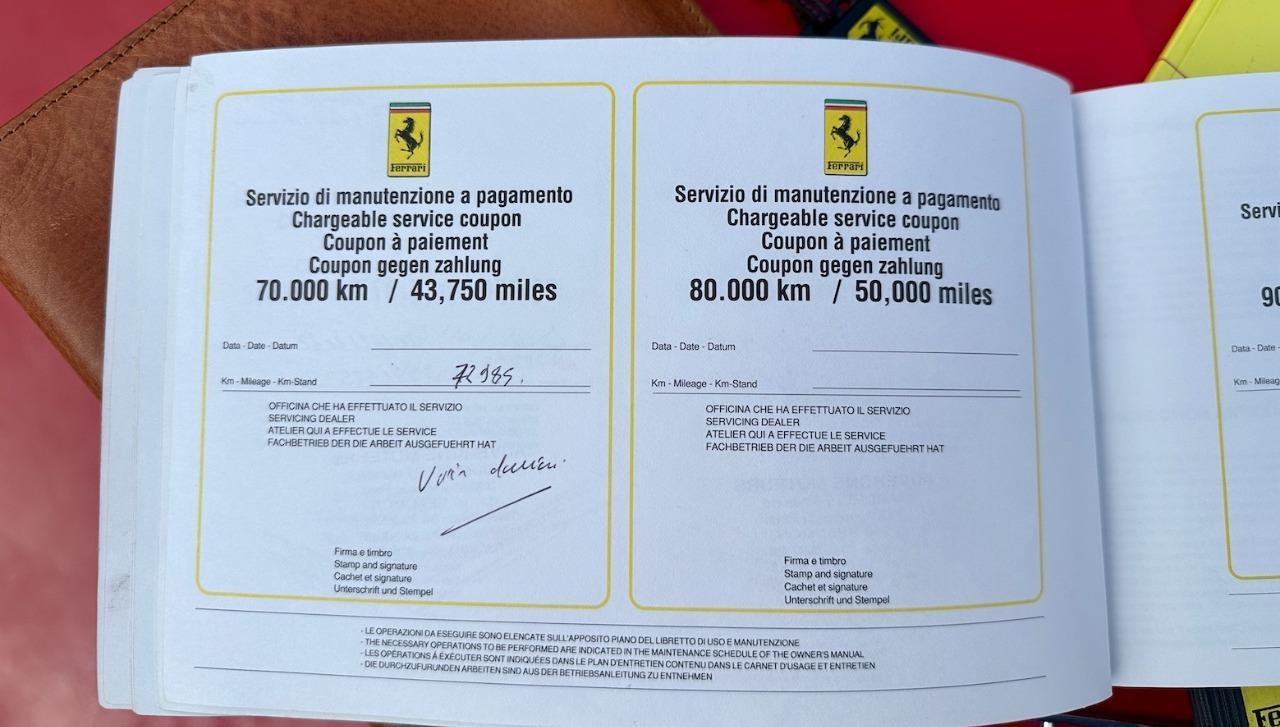 Ferrari
Servizio di manutenzione a pagamento
Chargeable service coupon
Coupon à paiement
Coupon gegen zahlung
70.000 km / 43,750 miles
Data - Date - Datum
Km - Mileage - Km-Stand 72985.
OFFICINA CHE HA EFFETTUATO IL SERVIZIO
SERVICING DEALER
ATELIER QUI A EFFECTUE LE SERVICE
FACHBETRIEB DER DIE ARBEIT AUSGEFUEHRT HAT
Firma e timbro
Stamp and signature
Cachet et signature
Unterschrift und Stempel
Ferrari
Servizio di manutenzione a pagamento
Chargeable service coupon
Coupon à paiement
Coupon gegen zahlung
80.000 km / 50,000 miles
Data - Date - Datum
Km - Mileage - Km-Stand
OFFICINA CHE HA EFFETTUATO IL SERVIZIO
SERVICING DEALER
ATELIER QUI A EFFECTUE LE SERVICE
FACHBETRIEB DER DIE ARBEIT AUSGEFUEHRT HAT
Firma e timbro
Stamp and signature
Cachet et signature
Unterschrift und Stempel
- LE OPERAZIONI DA ESEGUIRE SONO ELENCATE SULL'APPOSITO PIANO DEL LIBRETTO DI USO E MANUTENZIONE
- THE NECESSARY OPERATIONS TO BE PERFORMED ARE INDICATED IN THE MAINTENANCE SCHEDULE OF THE OWNER'S MANUAL
- LES OPÉRATIONS À EXÉCUTER SONT INDIQUÉES DANS LE PLAN D'ENTRETIEN CONTENU DANS LE CARNET D'USAGE ET ENTRETIEN
- DIE DURCHZUFURUNDEN ARBEITEN SIND AUS DER BETRIEBSANLEITUNG ZU ENTNEHMEN
Servi
90
Data - Date -
Km - Mileag